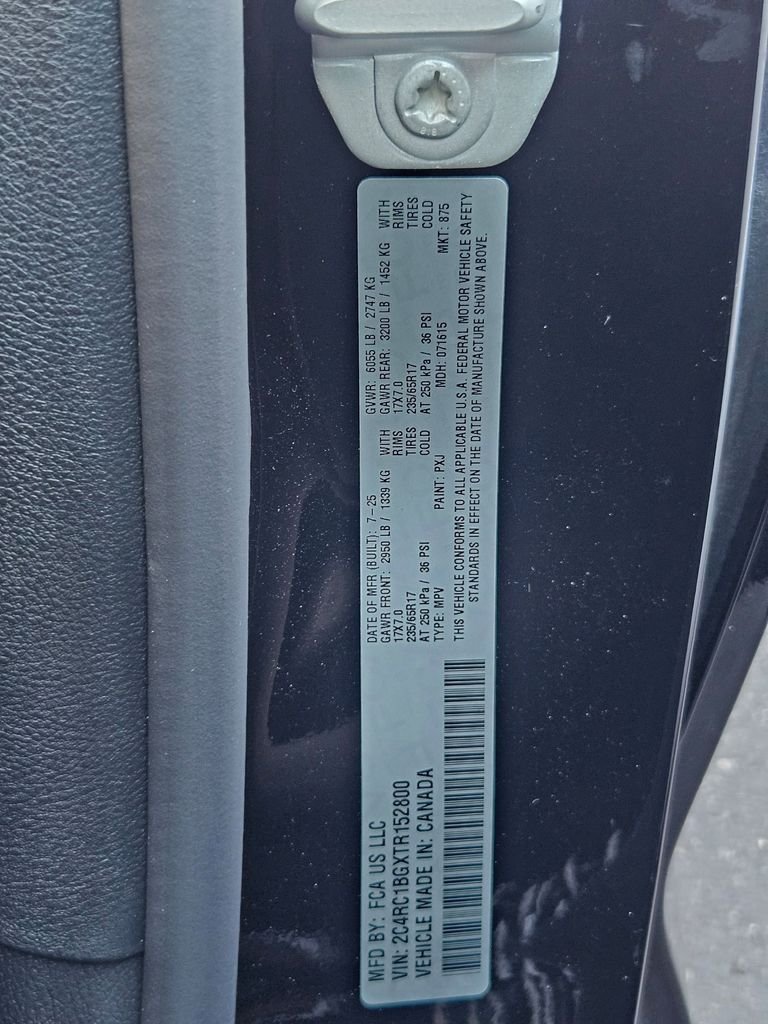 MFD BY: FCA US LLC
VIN: 2C4RC1BGXTR152800
VEHICLE MADE IN: CANADA
DATE OF MFR (BUILT): 7-25 GVWR: 6055 LB / 2747 KG
GAWR FRONT: 2950 LB / 1339 KG WITH GAWR REAR: 3200 LB / 1452 KG WITH
17X7.0 RIMS 17X7.0 RIMS
235/65R17 TIRES 235/65R17 TIRES
AT 250 kPa / 36 PSI COLD AT 250 kPa / 36 PSI COLD
TYPE: MPV PAINT: PXJ MDH: 071615 MKT: 875
THIS VEHICLE CONFORMS TO ALL APPLICABLE U.S.A. FEDERAL MOTOR VEHICLE SAFETY
STANDARDS IN EFFECT ON THE DATE OF MANUFACTURE SHOWN ABOVE.